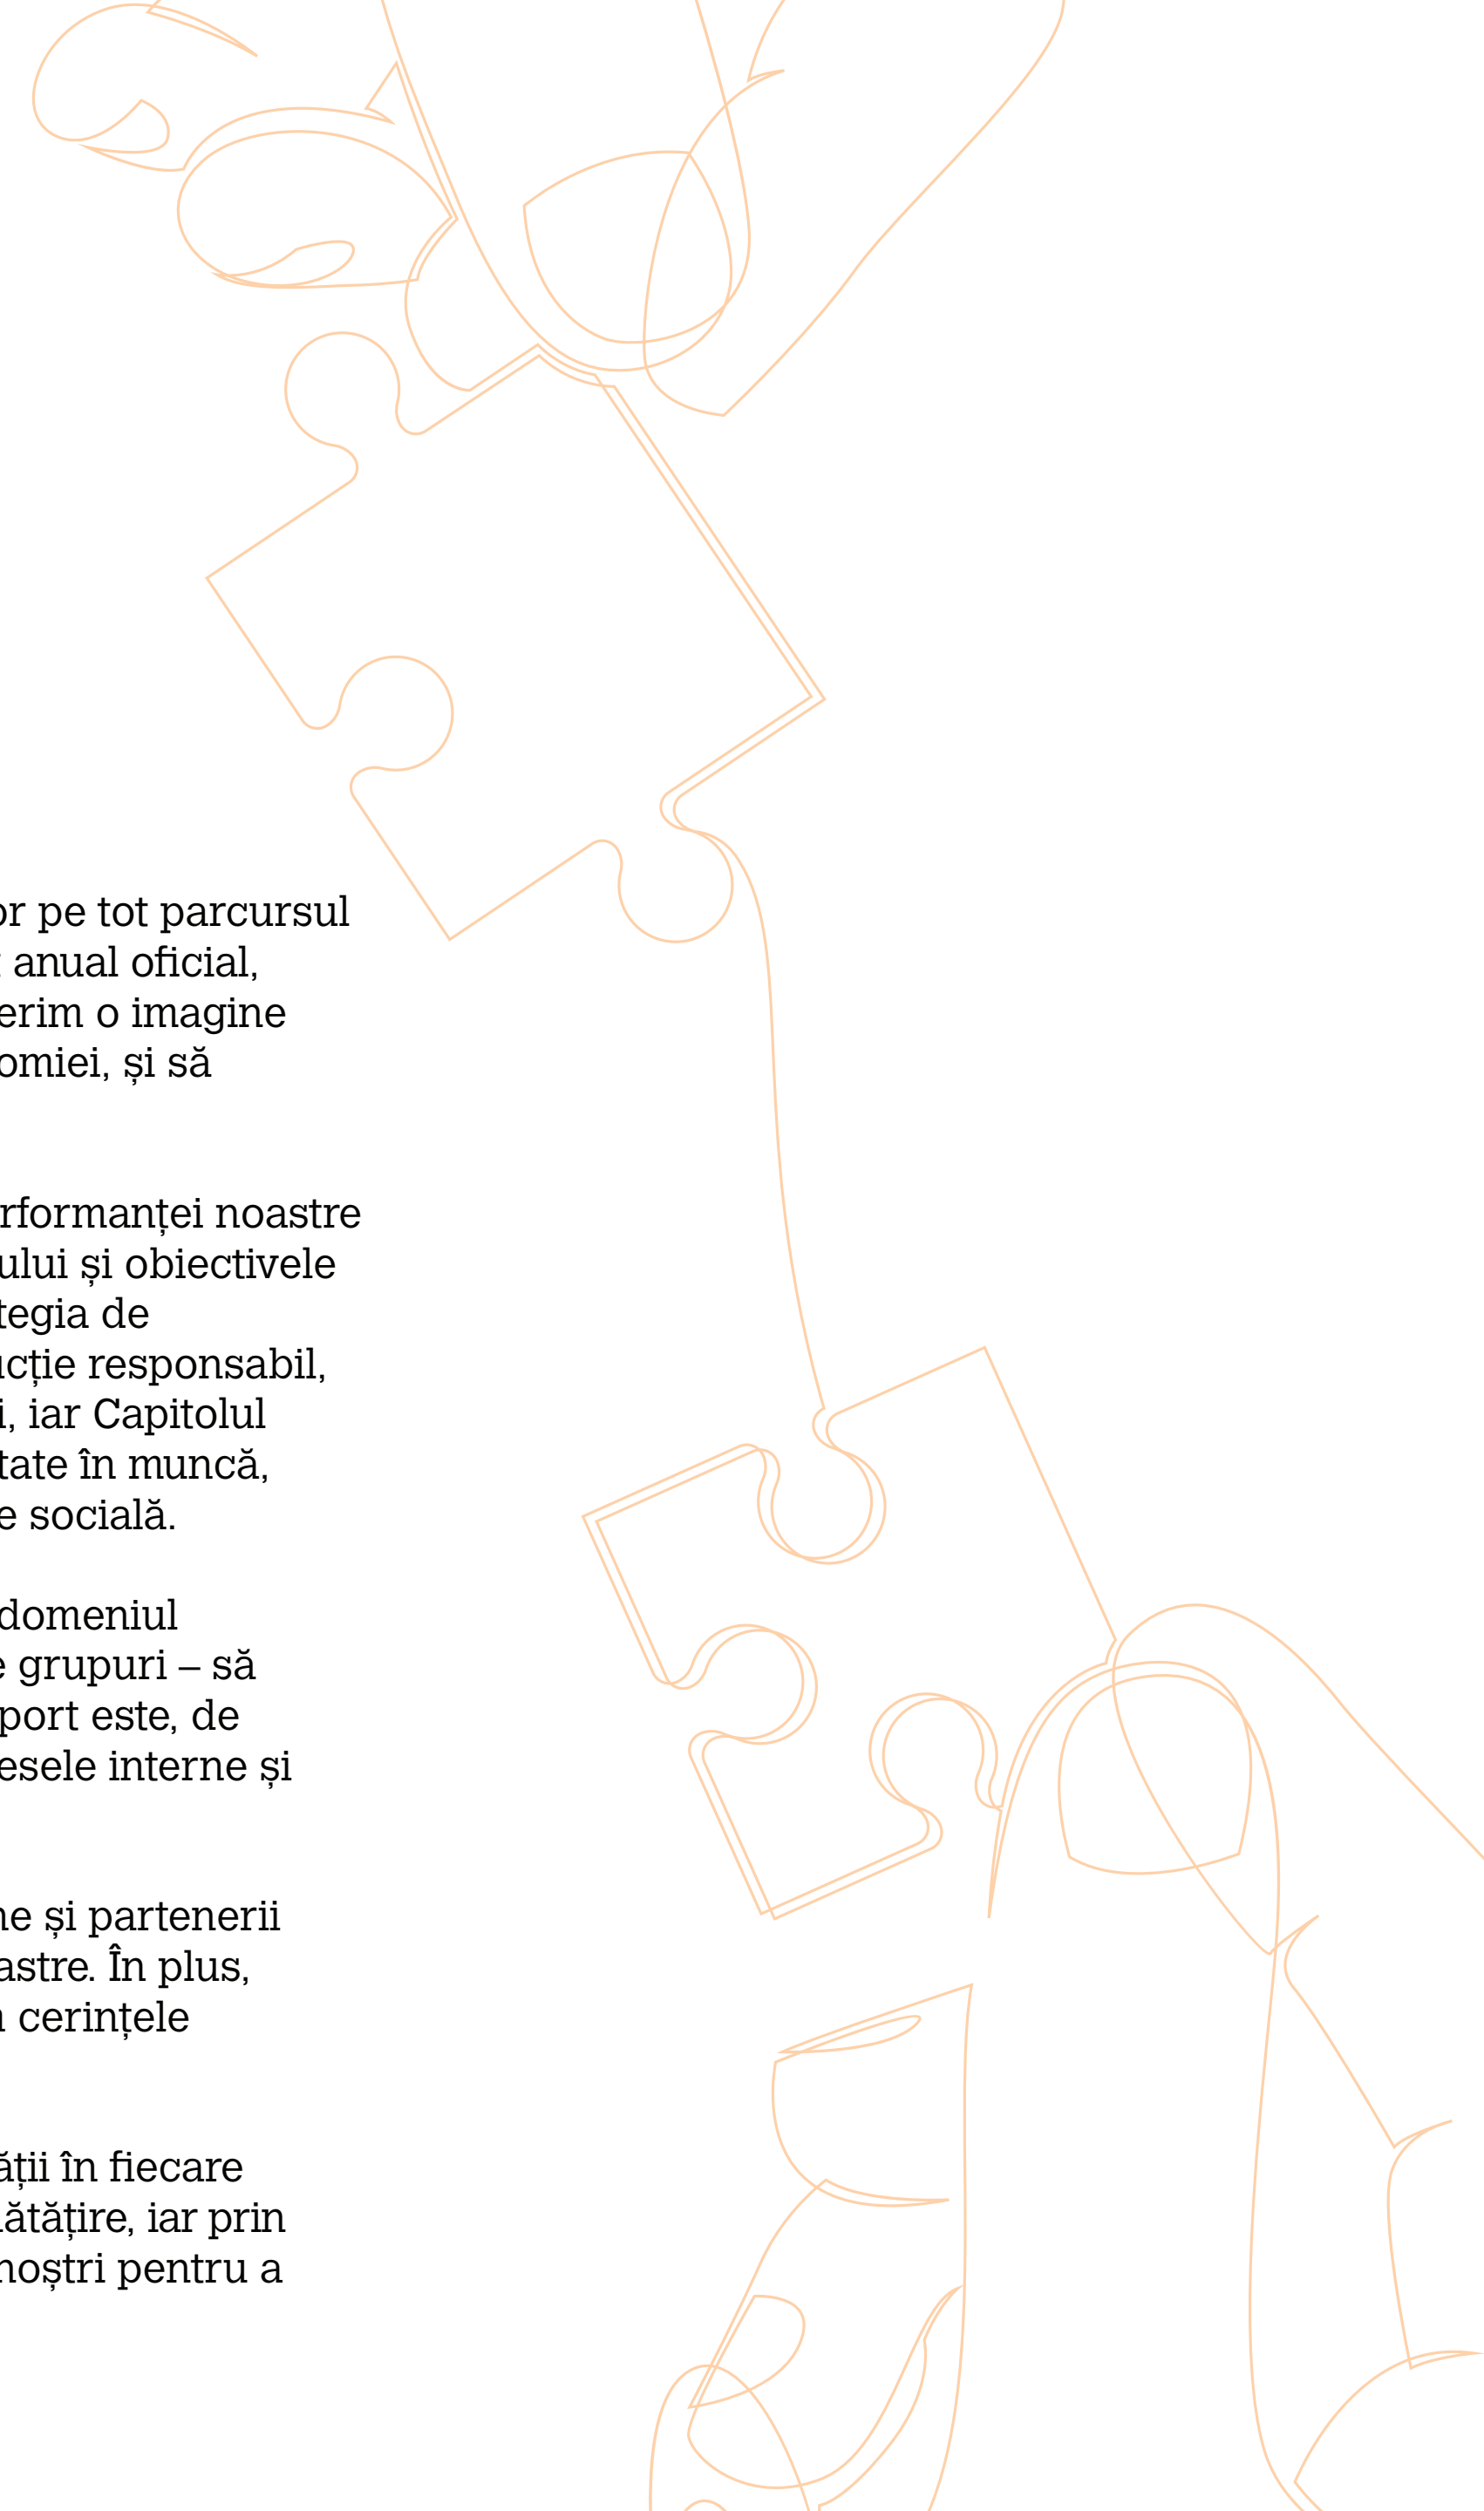 or pe tot parcursul
anual oficial,
erim o imagine
omiei, și să
rformanței noastre
ului și obiectivele
tegia de
ucție responsabil,
i, iar Capitolul
tate în muncă,
e socială.
domeniul
e grupuri – să
port este, de
esele interne și
ne și partenerii
astre. În plus,
cerințele
ății în fiecare
ătățire, iar prin
noștri pentru a